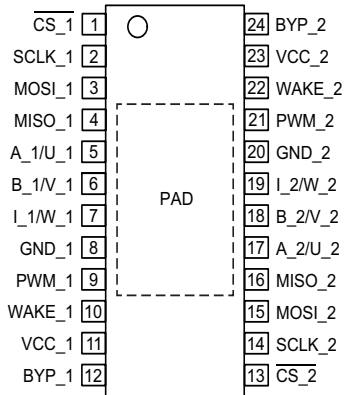 CS_1 1 24 BYP_2
SCLK_1 2 23 VCC_2
MOSI_1 3 22 WAKE_2
MISO_1 4 21 PWM_2
A_1/U_1 5 20 GND_2
B_1/V_1 6 19 I_2/W_2
PAD
I_1/W_1 7 18 B_2/V_2
GND_1 8 17 A_2/U_2
PWM_1 9 16 MISO_2
WAKE_1 10 15 MOSI_2
VCC_1 11 14 SCLK_2
BYP_1 12 13 CS_2